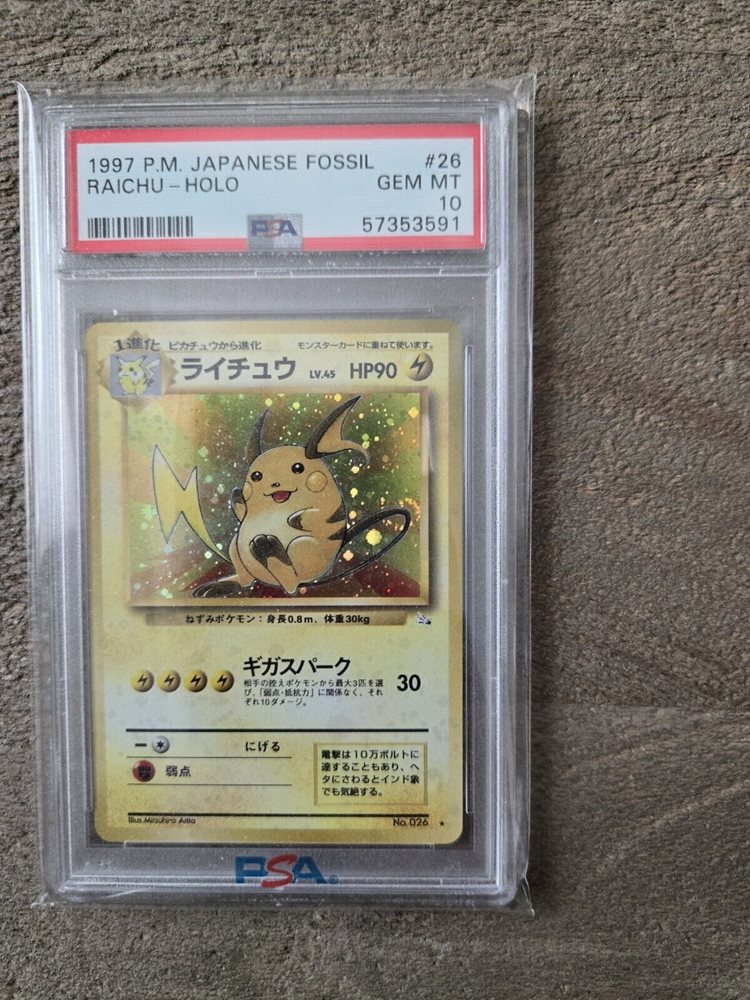 1997 P.M. JAPANESE FOSSIL #26
RAICHU - HOLO GEM MT
10
PSA 57353591
1進化 ピカチュウから進化 モンスターカードに重ねて使います。
ライチュウ LV.45 HP90
ねずみポケモン：身長0.8m、体重30kg
ギガスパーク 30
相手の控えポケモンから最大3匹を選
び、「弱点・抵抗力」に関係なく、それ
ぞれ10ダメージ。
にげる
弱点
電撃は10万ボルトに
達することもあり、ヘ
タにさわるとインド象
でも気絶する。
Illus. Mitsuhiro Arita No. 026
PSA®